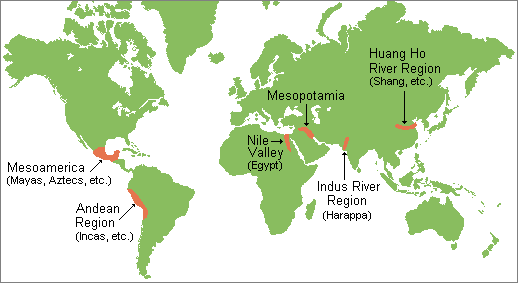 Huang Ho
River Region
(Shang, etc.)
Mesopotamia
Nile
Valley
(Egypt)
Indus River
Region
(Harappa)
Mesoamerica
(Mayas, Aztecs, etc.)
Andean
Region
(Incas, etc.)